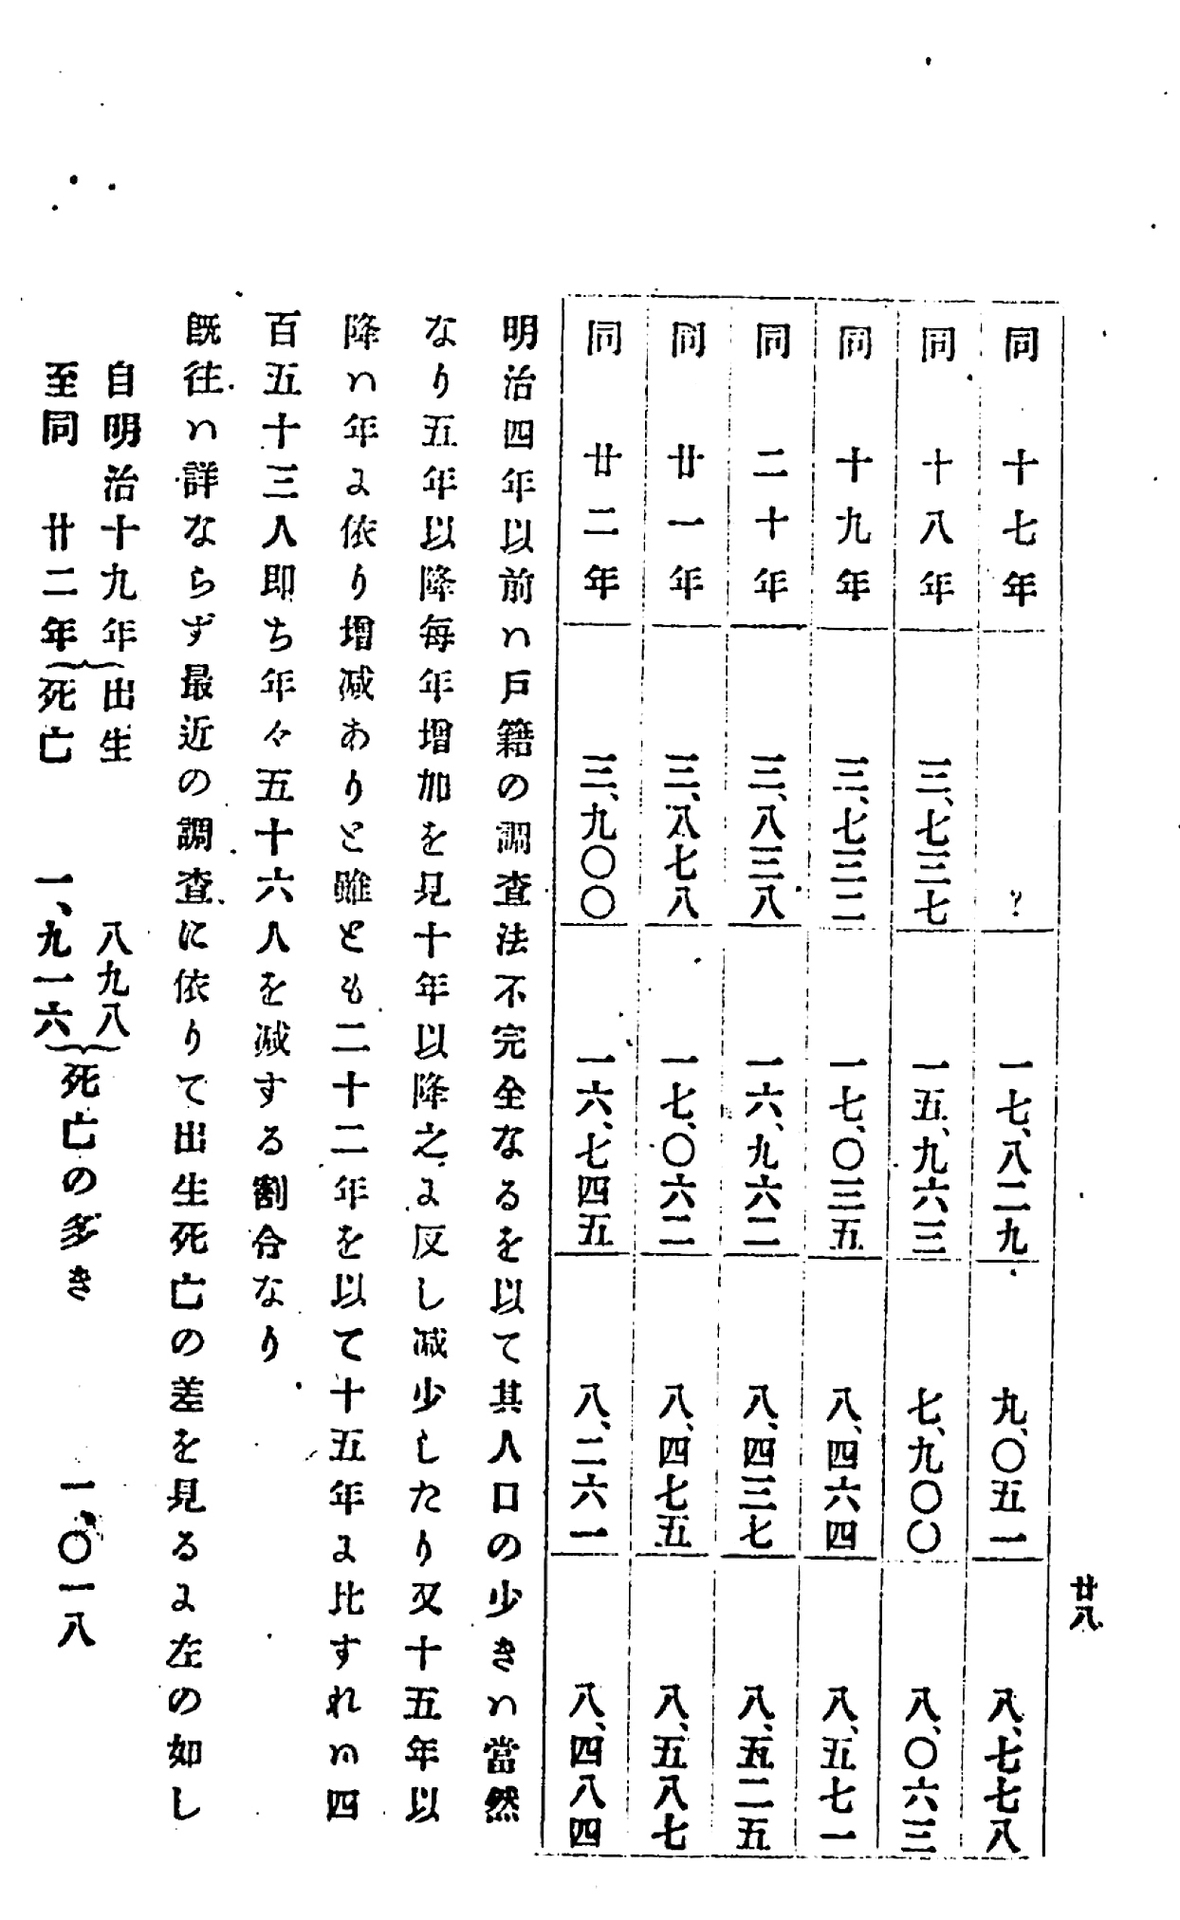 廿八
同 十七年 ? 一七、八二九 九、〇五一 八、七七八
同 十八年 三、七三七 一五、九六三 七、九〇〇 八、〇六三
同 十九年 三、七三二 一七、〇三五 八、四六四 八、五七一
同 二十年 三、八三八 一六、九六二 八、四三七 八、五二五
同 廿一年 三、八七八 一七、〇六二 八、四七五 八、五八七
同 廿二年 三、九〇〇 一六、七四五 八、二六一 八、四八四
明治四年以前ハ戸籍の調査法不完全なるを以て其人口の少きハ當然
なり五年以降毎年増加を見十年以降之よ反し减少したり又十五年以
降ハ年よ依り増减ありと雖とも二十二年を以て十五年よ比すれハ四
百五十三人即ち年々五十六人を减する割合なり
既往ハ詳ならず最近の調査に依りて出生死亡の差を見るよ左の如し
自明治十九年 出生 八九八
至同 廿二年 死亡 一、九一六
死亡の多き 一、〇一八